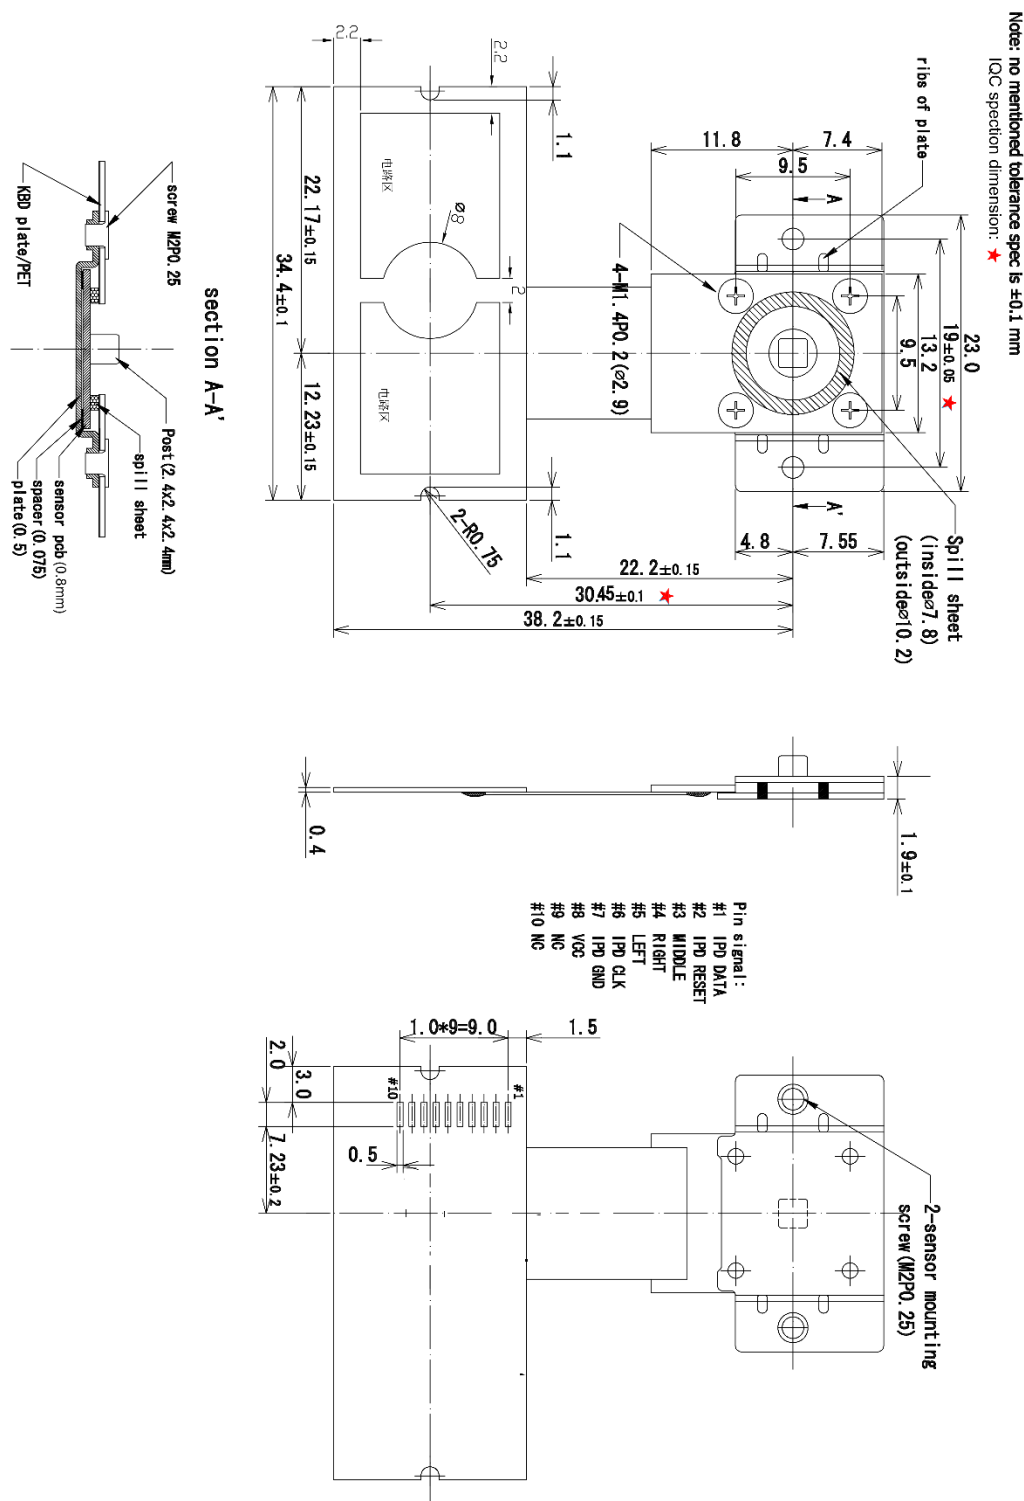 Note: no mentioned tolerance spec is ±0.1 mm
IQC spection dimension: ★
ribs of plate
11.8
7.4
9.5
A
23.0
19±0.05 ★
13.2
9.5
4-M1.4P0.2(ø2.9)
A'
4.8
7.55
Spill sheet
(insideø7.8)
(outsideø10.2)
2.2
2.2
1.1
电路区
ø8
2
22.17±0.15
34.4±0.1
12.23±0.15
电路区
2-R0.75
1.1
22.2±0.15
30.45±0.1 ★
38.2±0.15
section A-A'
screw M2P0.25
KBD plate/PET
Post(2.4x2.4x2.4mm)
spill sheet
sensor pcb(0.8mm)
spacer(0.075)
plate(0.5)
0.4
1.9±0.1
Pin signal:
#1 IPD DATA
#2 IPD RESET
#3 MIDDLE
#4 RIGHT
#5 LEFT
#6 IPD CLK
#7 IPD GND
#8 VCC
#9 NC
#10 NC
1.0*9=9.0
1.5
2.0
3.0
#10
#1
7.23±0.2
0.5
2-sensor mounting
screw(M2P0.25)